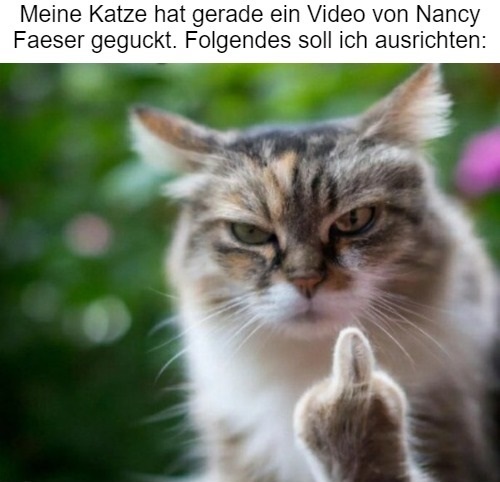 Meine Katze hat gerade ein Video von Nancy
Faeser geguckt. Folgendes soll ich ausrichten: